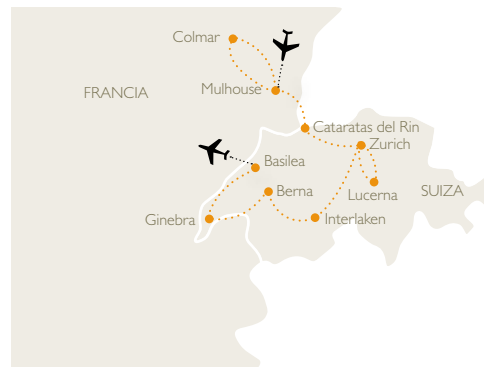 Colmar
FRANCIA
Mulhouse
Cataratas del Rin
Zurich
Basilea
Berna
Lucerna
SUIZA
Ginebra
Interlaken